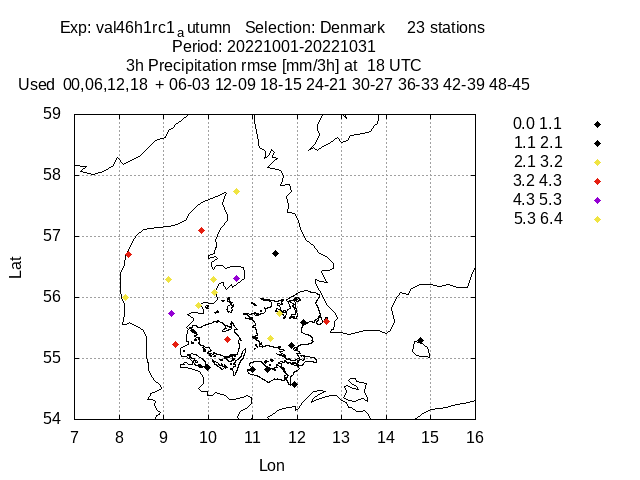 Exp: val46h1rc1a utumn Selection: Denmark 23 stations
Period: 20221001-20221031
3h Precipitation rmse [mm/3h] at 18 UTC
Used 00,06,12,18 + 06-03 12-09 18-15 24-21 30-27 36-33 42-39 48-45
59
58
57
56
55
54
Lat
7 8 9 10 11 12 13 14 15 16
Lon
0.0 1.1
1.1 2.1
2.1 3.2
3.2 4.3
4.3 5.3
5.3 6.4